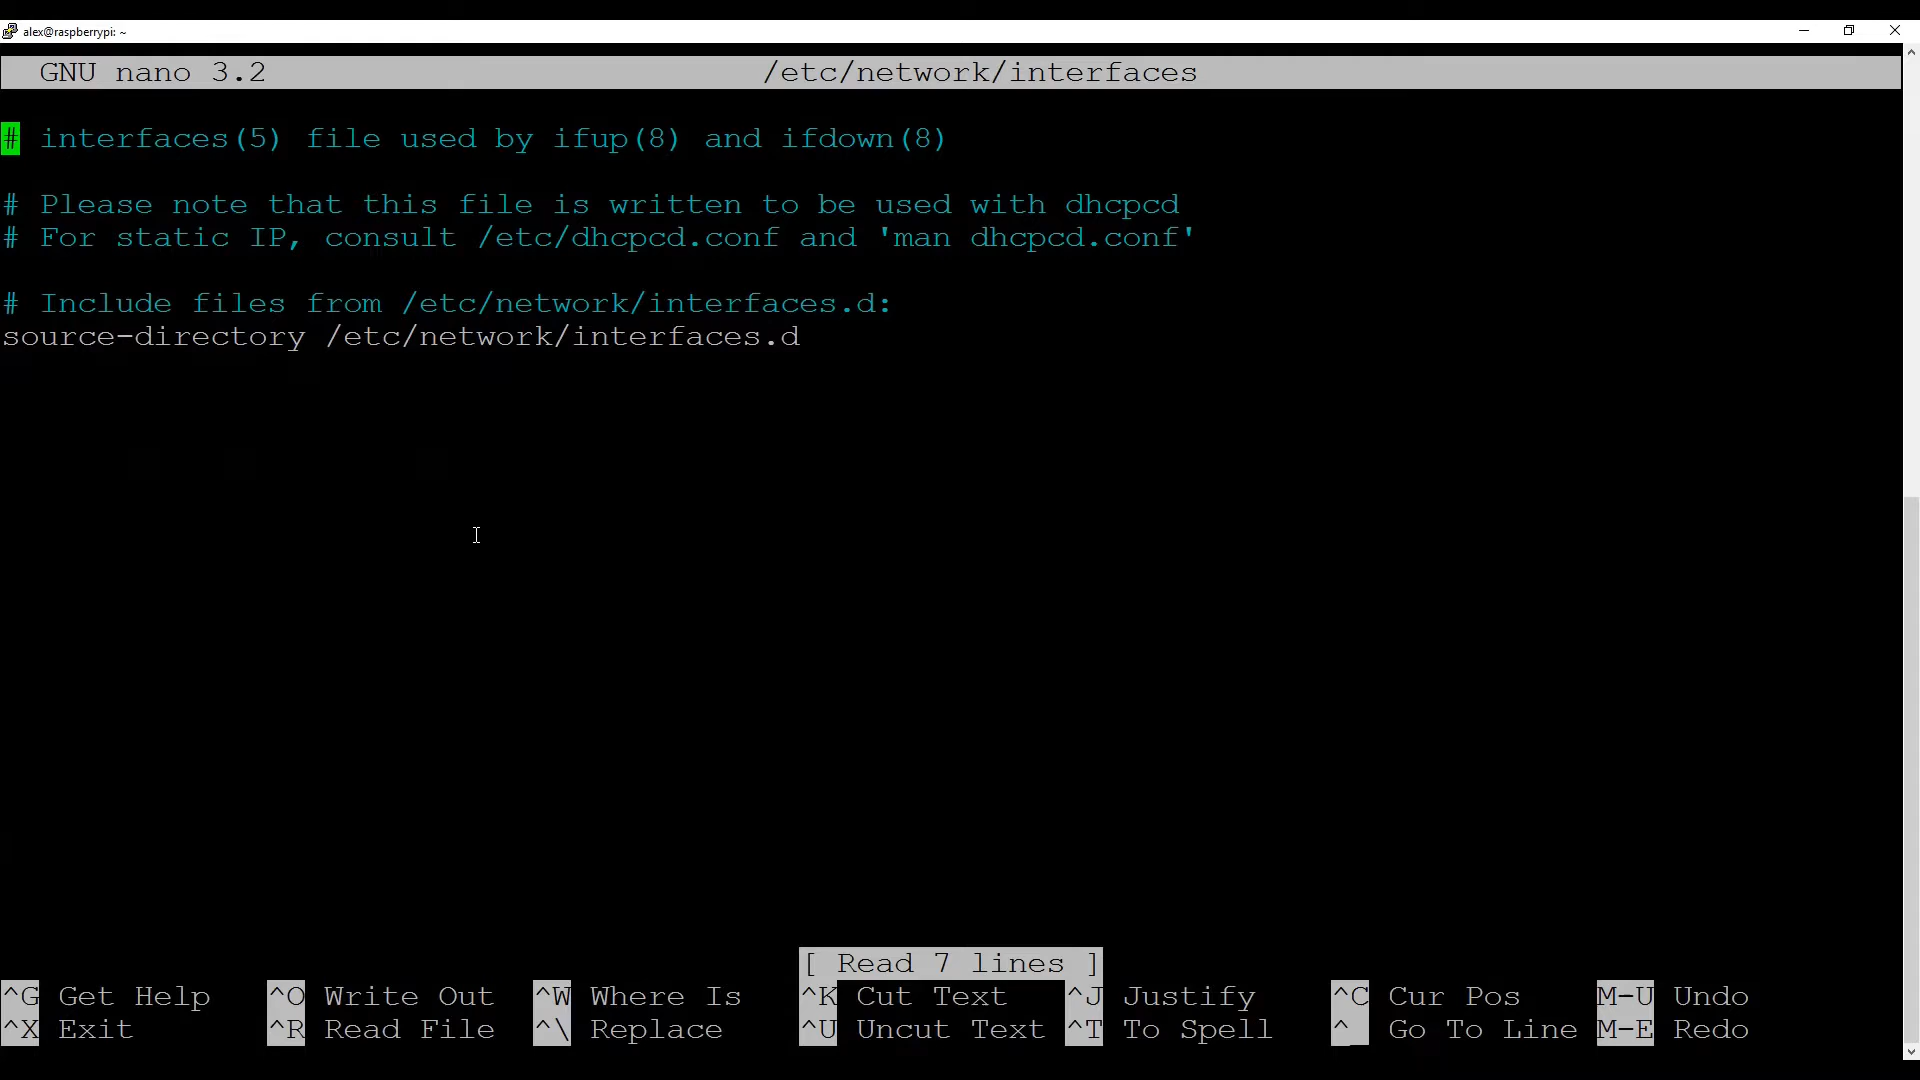 alex@raspberrypi: ~
GNU nano 3.2 /etc/network/interfaces
# interfaces(5) file used by ifup(8) and ifdown(8)
# Please note that this file is written to be used with dhcpcd
# For static IP, consult /etc/dhcpcd.conf and 'man dhcpcd.conf'
# Include files from /etc/network/interfaces.d:
source-directory /etc/network/interfaces.d
[ Read 7 lines ]
^G Get Help ^O Write Out ^W Where Is ^K Cut Text ^J Justify ^C Cur Pos M-U Undo
^X Exit ^R Read File ^\ Replace ^U Uncut Text ^T To Spell ^_ Go To Line M-E Redo